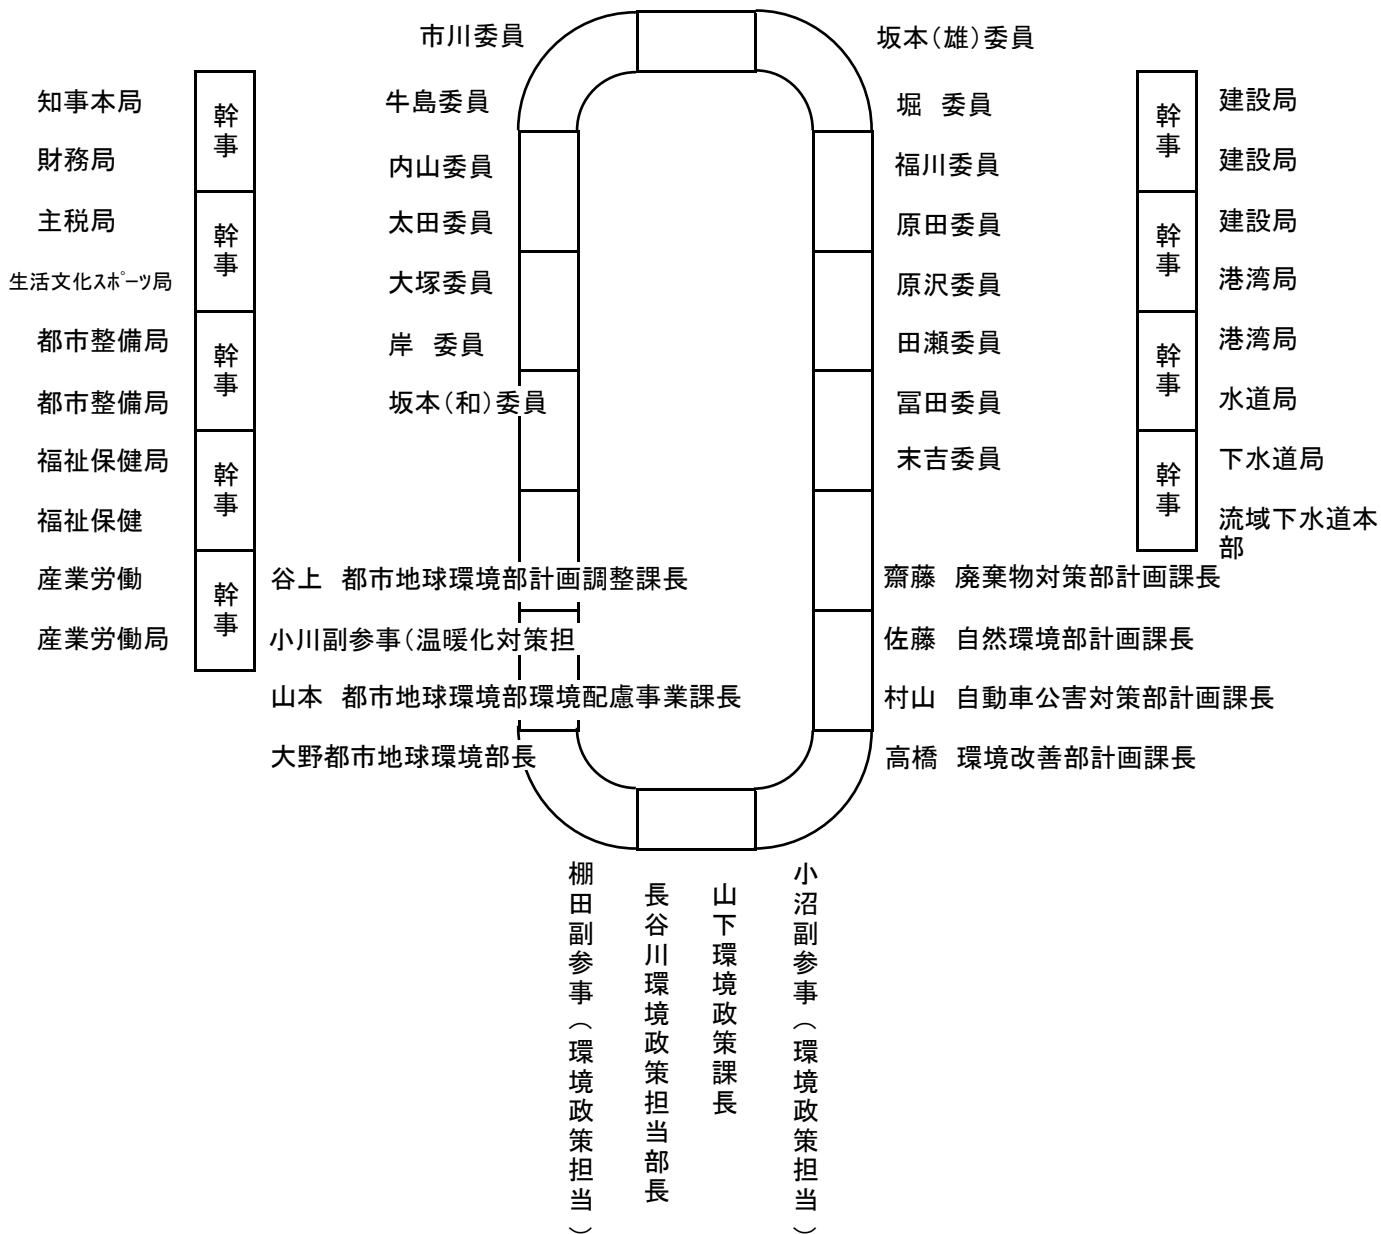 市川委員
坂本（雄）委員
知事本局
財務局
主税局
生活文化ｽﾎﾟｰﾂ局
都市整備局
都市整備局
福祉保健局
福祉保健
産業労働
産業労働局
幹事
幹事
幹事
幹事
幹事
牛島委員
内山委員
太田委員
大塚委員
岸　委員
坂本（和）委員
谷上　都市地球環境部計画調整課長
小川副参事（温暖化対策担
山本　都市地球環境部環境配慮事業課長
大野都市地球環境部長
堀　委員
福川委員
原田委員
原沢委員
田瀬委員
冨田委員
末吉委員
齋藤　廃棄物対策部計画課長
佐藤　自然環境部計画課長
村山　自動車公害対策部計画課長
高橋　環境改善部計画課長
幹事
幹事
幹事
幹事
建設局
建設局
建設局
港湾局
港湾局
水道局
下水道局
流域下水道本
部
棚田副参事（環境政策担当）
長谷川環境政策担当部長
山下環境政策課長
小沼副参事（環境政策担当）